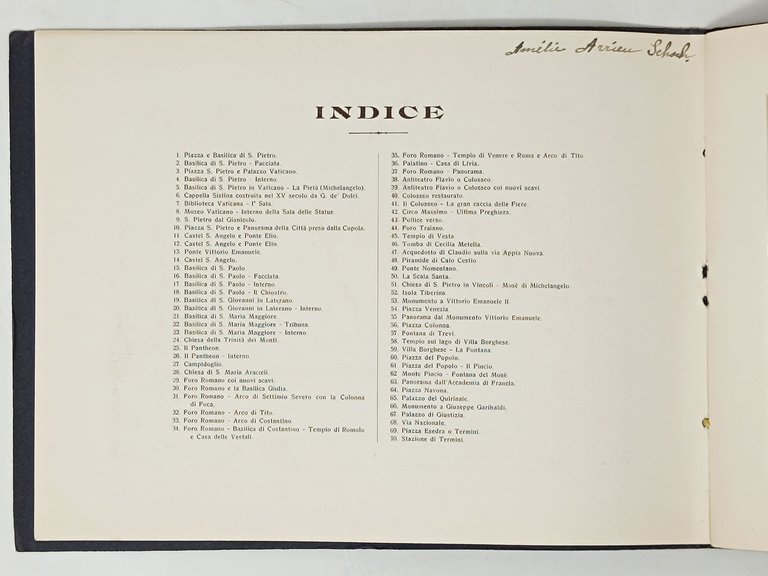 Amélie Arrieu
INDICE
1. Piazza e Basilica di S. Pietro.
2. Basilica di S. Pietro - Facciata.
3. Piazza S. Pietro e Palazzo Vaticano.
4. Basilica di S. Pietro - Interno.
5. Basilica di S. Pietro in Vaticano - La Pietà (Michelangelo).
6. Cappella Sistina costruita nel XV secolo da G. de' Dolci.
7. Biblioteca Vaticana - Iª Sala.
8. Museo Vaticano - Interno della Sala delle Statue.
9. S. Pietro dal Gianicolo.
10. Piazza S. Pietro e Panorama della Città preso dalla Cupola.
11. Castel S. Angelo e Ponte Elio.
12. Castel S. Angelo e Ponte Elio.
13. Ponte Vittorio Emanuele.
14. Castel S. Angelo.
15. Basilica di S. Paolo
16. Basilica di S. Paolo - Facciata.
17. Basilica di S. Paolo - Interno.
18. Basilica di S. Paolo - Il Chiostro.
19. Basilica di S. Giovanni in Laterano.
20. Basilica di S. Giovanni in Laterano - Interno.
21. Basilica di S. Maria Maggiore
22. Basilica di S. Maria Maggiore - Tribuna.
23. Basilica di S. Maria Maggiore - Interno.
24. Chiesa della Trinità dei Monti.
25. Il Pantheon.
26. Il Pantheon - Interno
27. Campidoglio.
28. Chiesa di S. Maria Aracœli.
29. Foro Romano coi nuovi scavi.
30. Foro Romano e la Basilica Giulia.
31. Foro Romano - Arco di Settimio Severo con la Colonna
di Foca.
32. Foro Romano - Arco di Tito.
33. Foro Romano - Arco di Costantino
34. Foro Romano - Basilica di Costantino - Tempio di Romolo
e Casa delle Vestali.
35. Foro Romano - Tempio di Venere e Roma e Arco di Tito.
36. Palatino - Casa di Livia.
37. Foro Romano - Panorama.
38. Anfiteatro Flavio o Colosseo.
39. Anfiteatro Flavio o Colosseo coi nuovi scavi.
40. Colosseo restaurato.
41. Il Colosseo - La gran caccia delle Fiere.
42. Circo Massimo - Ultima Preghiera.
43. Pollice verso.
44. Foro Traiano.
45. Tempio di Vesta
46. Tomba di Cecilia Metella.
47. Acquedotto di Claudio sulla via Appia Nuova.
48. Piramide di Caio Cestio.
49. Ponte Nomentano.
50. La Scala Santa.
51. Chiesa di S. Pietro in Vincoli - Mosè di Michelangelo.
52. Isola Tiberina
53. Monumento a Vittorio Emanuele II
54. Piazza Venezia
55. Panorama dal Monumento Vittorio Emanuele
56. Piazza Colonna.
57. Fontana di Trevi.
58. Tempio sul lago di Villa Borghese
59. Villa Borghese - La Fontana.
60. Piazza del Popolo.
61. Piazza del Popolo - Il Pincio.
62. Monte Pincio - Fontana del Mosè.
63. Panorama dall'Accademia di Francia.
64. Piazza Navona.
65. Palazzo del Quirinale.
66. Monumento a Giuseppe Garibaldi.
67. Palazzo di Giustizia.
68. Via Nazionale.
69. Piazza Esedra o Termini.
70. Stazione di Termini.